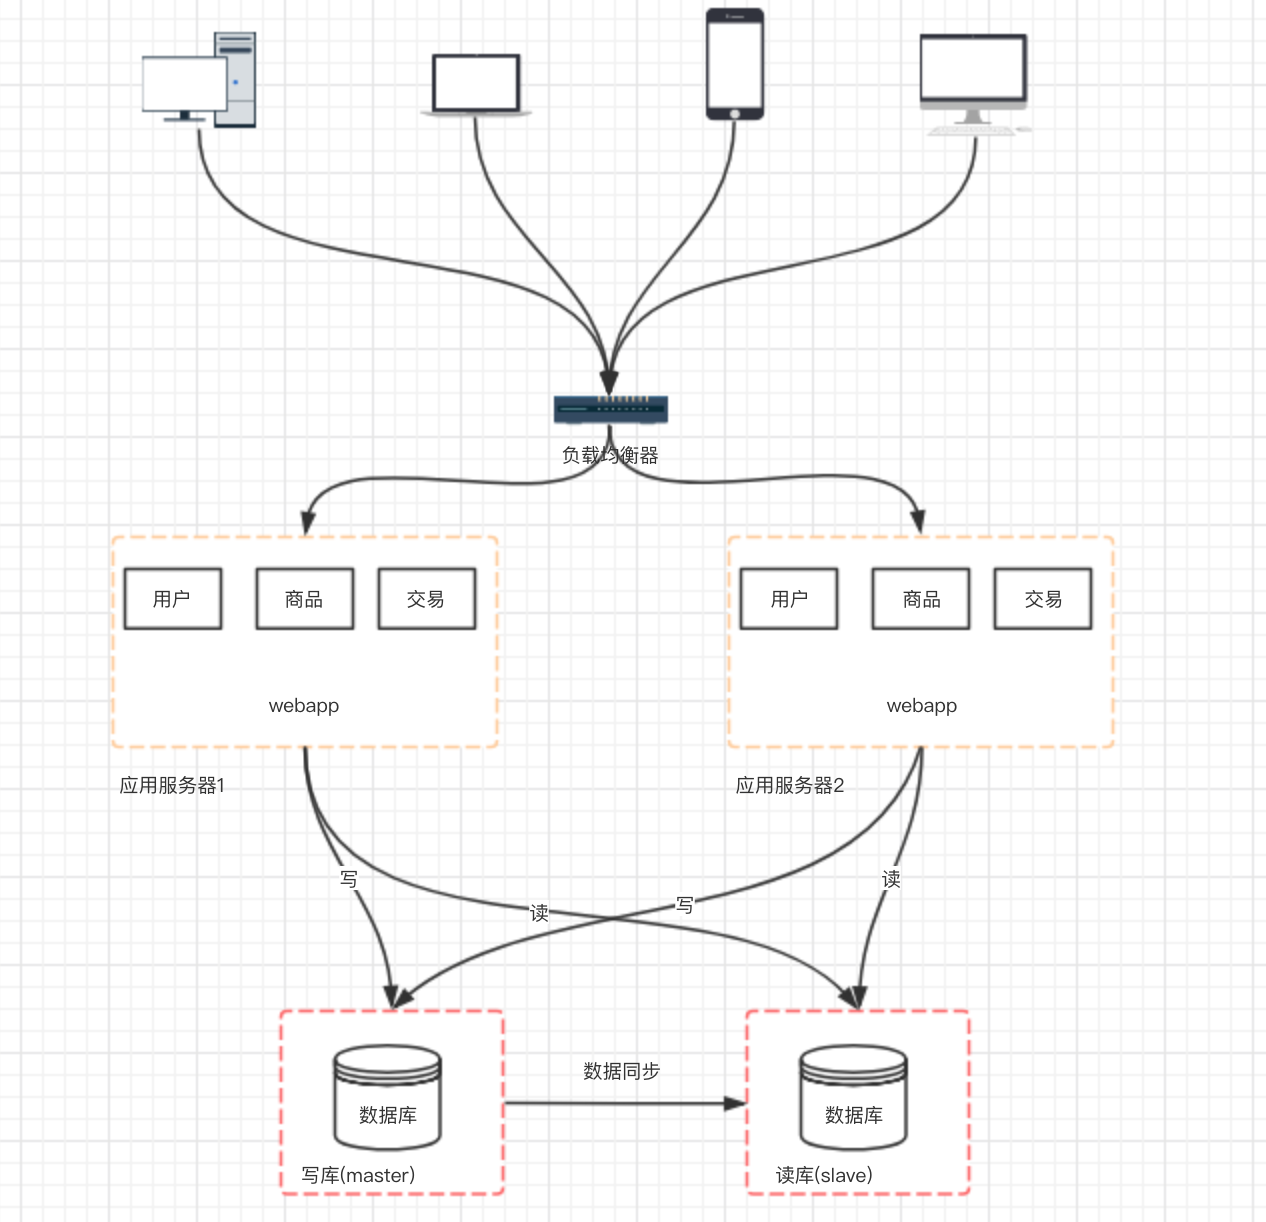 负载均衡器
用户
商品
交易
用户
商品
交易
webapp
webapp
应用服务器1
应用服务器2
写
读
写
读
数据同步
数据库
数据库
写库(master)
读库(slave)